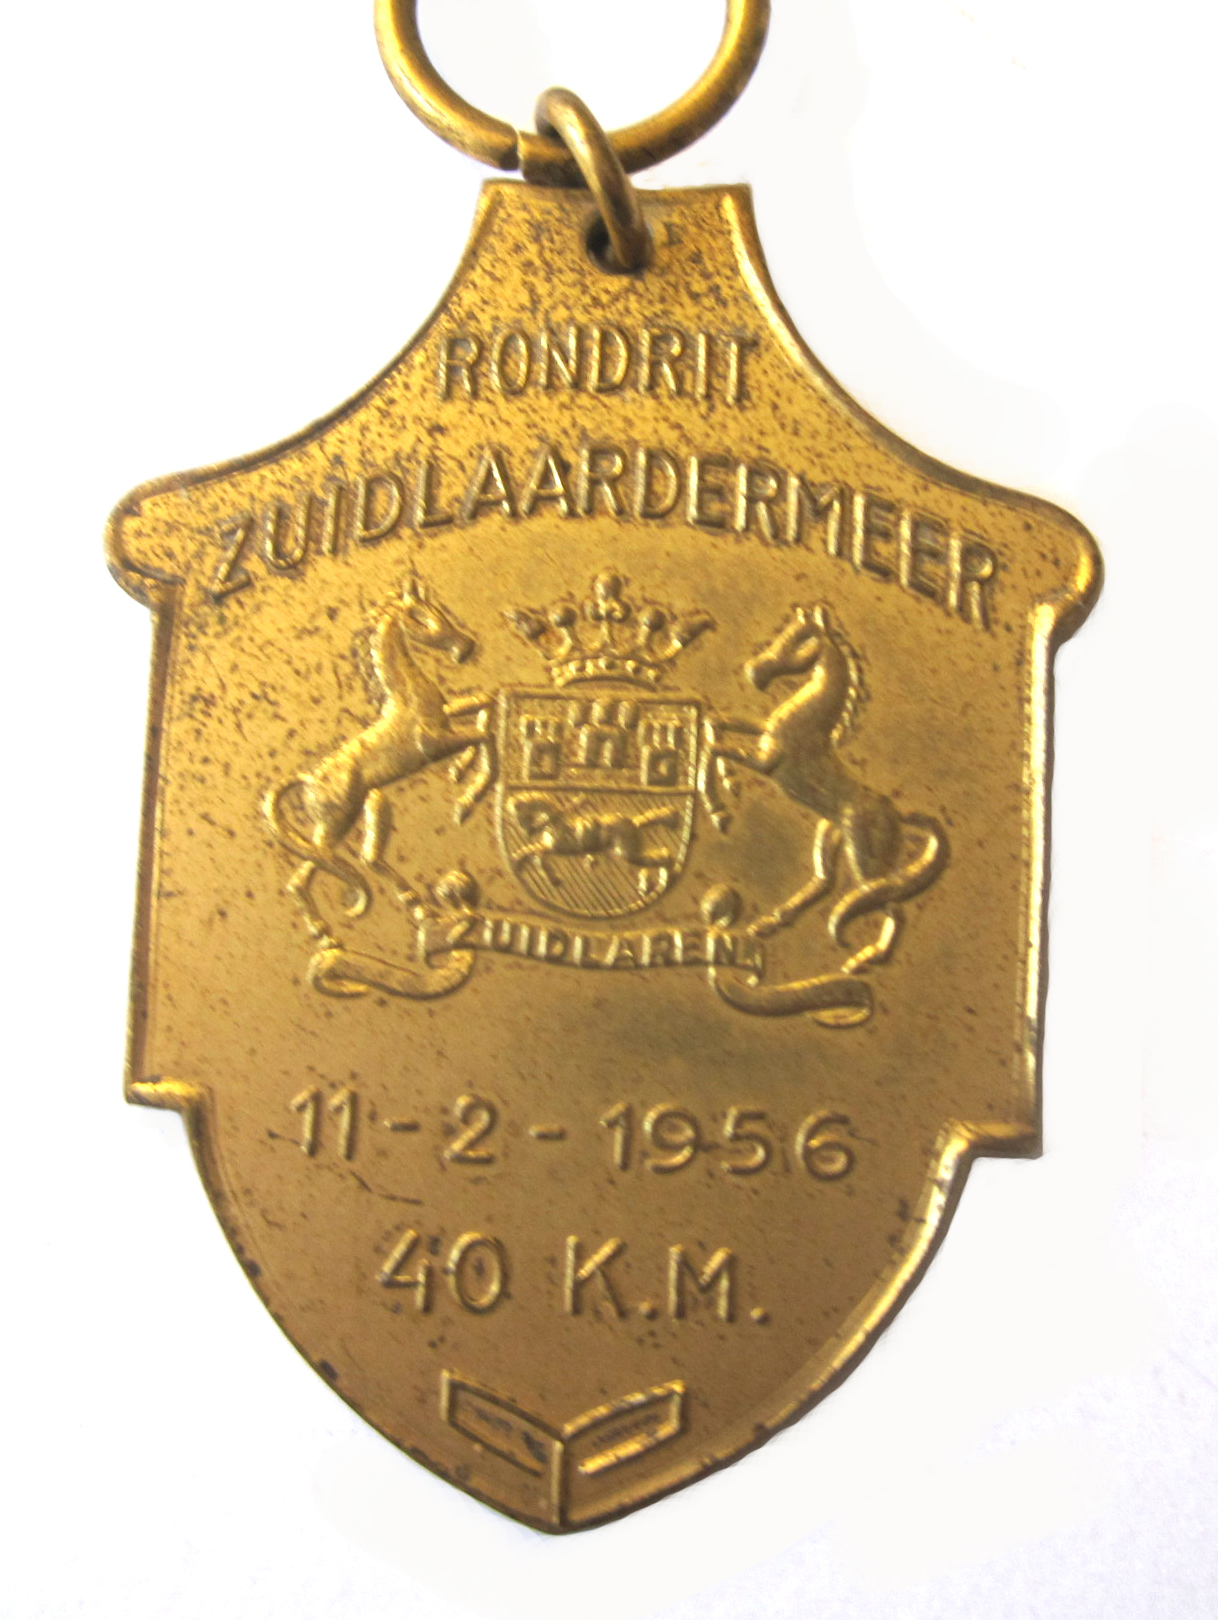 RONDRIT
ZUIDLAARDERMEER
ZUIDLAREN
11-2-1956
40 K.M.